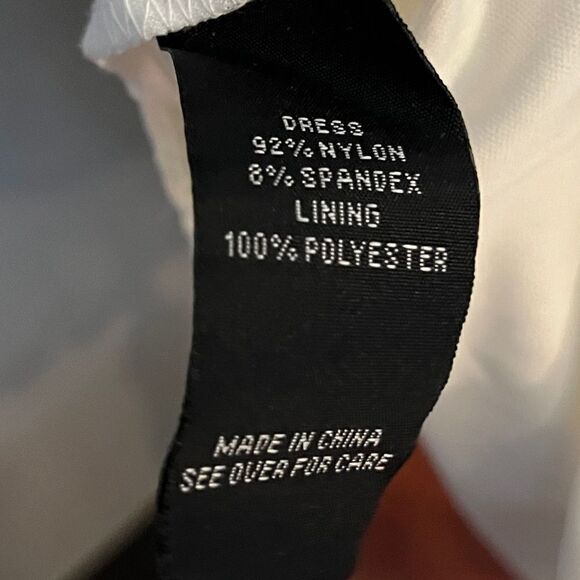 DRESS
92% NYLON
8% SPANDEX
LINING
100% POLYESTER
MADE IN CHINA
SEE OVER FOR CARE